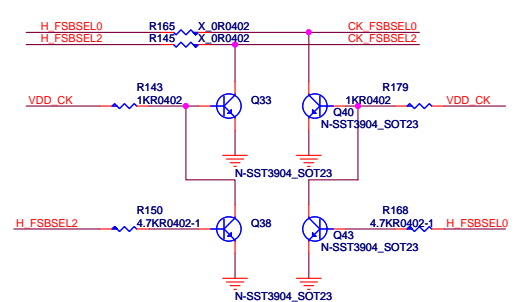 H_FSBSEL0 R165 X_0R0402 CK_FSBSEL0
H_FSBSEL2 R145 X_0R0402 CK_FSBSEL2
R143 R179
VDD_CK 1KR0402 Q33 1KR0402 VDD_CK
Q40
N-SST3904_SOT23
N-SST3904_SOT23
R150 R168
H_FSBSEL2 4.7KR0402-1 Q38 4.7KR0402-1 H_FSBSEL0
Q43
N-SST3904_SOT23
N-SST3904_SOT23